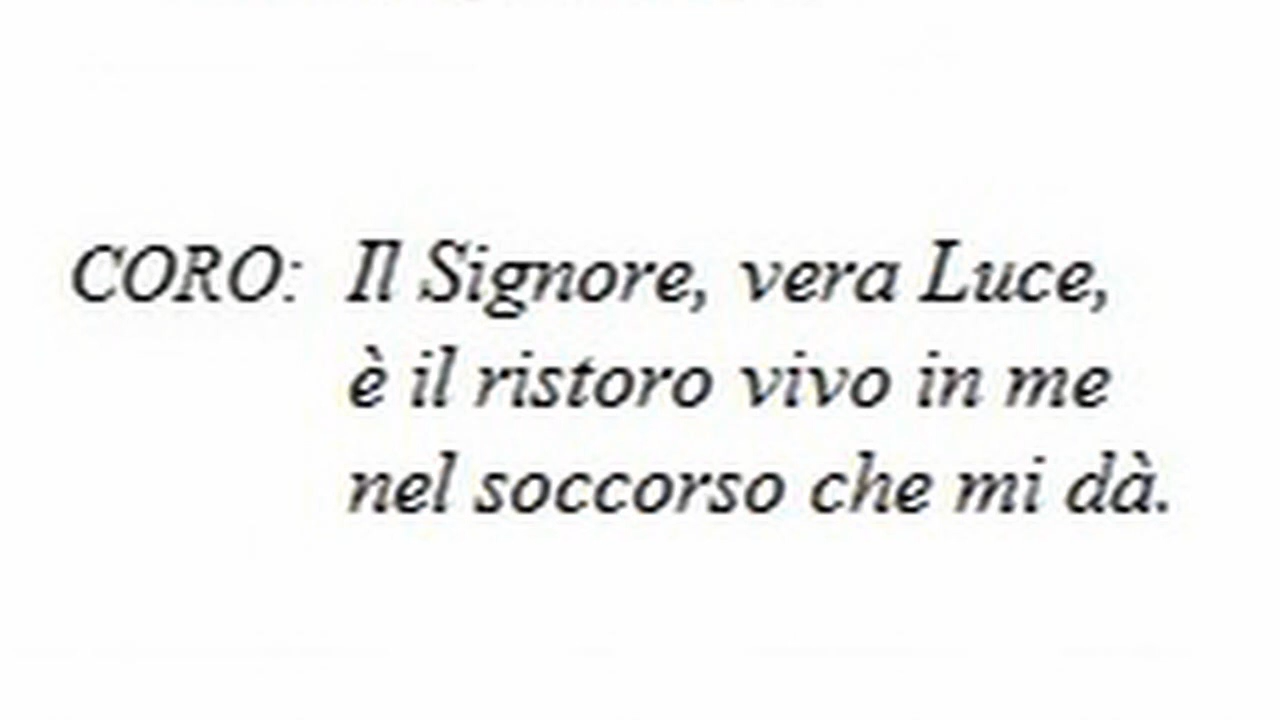 CORO: Il Signore, vera Luce,
è il ristoro vivo in me
nel soccorso che mi dà.